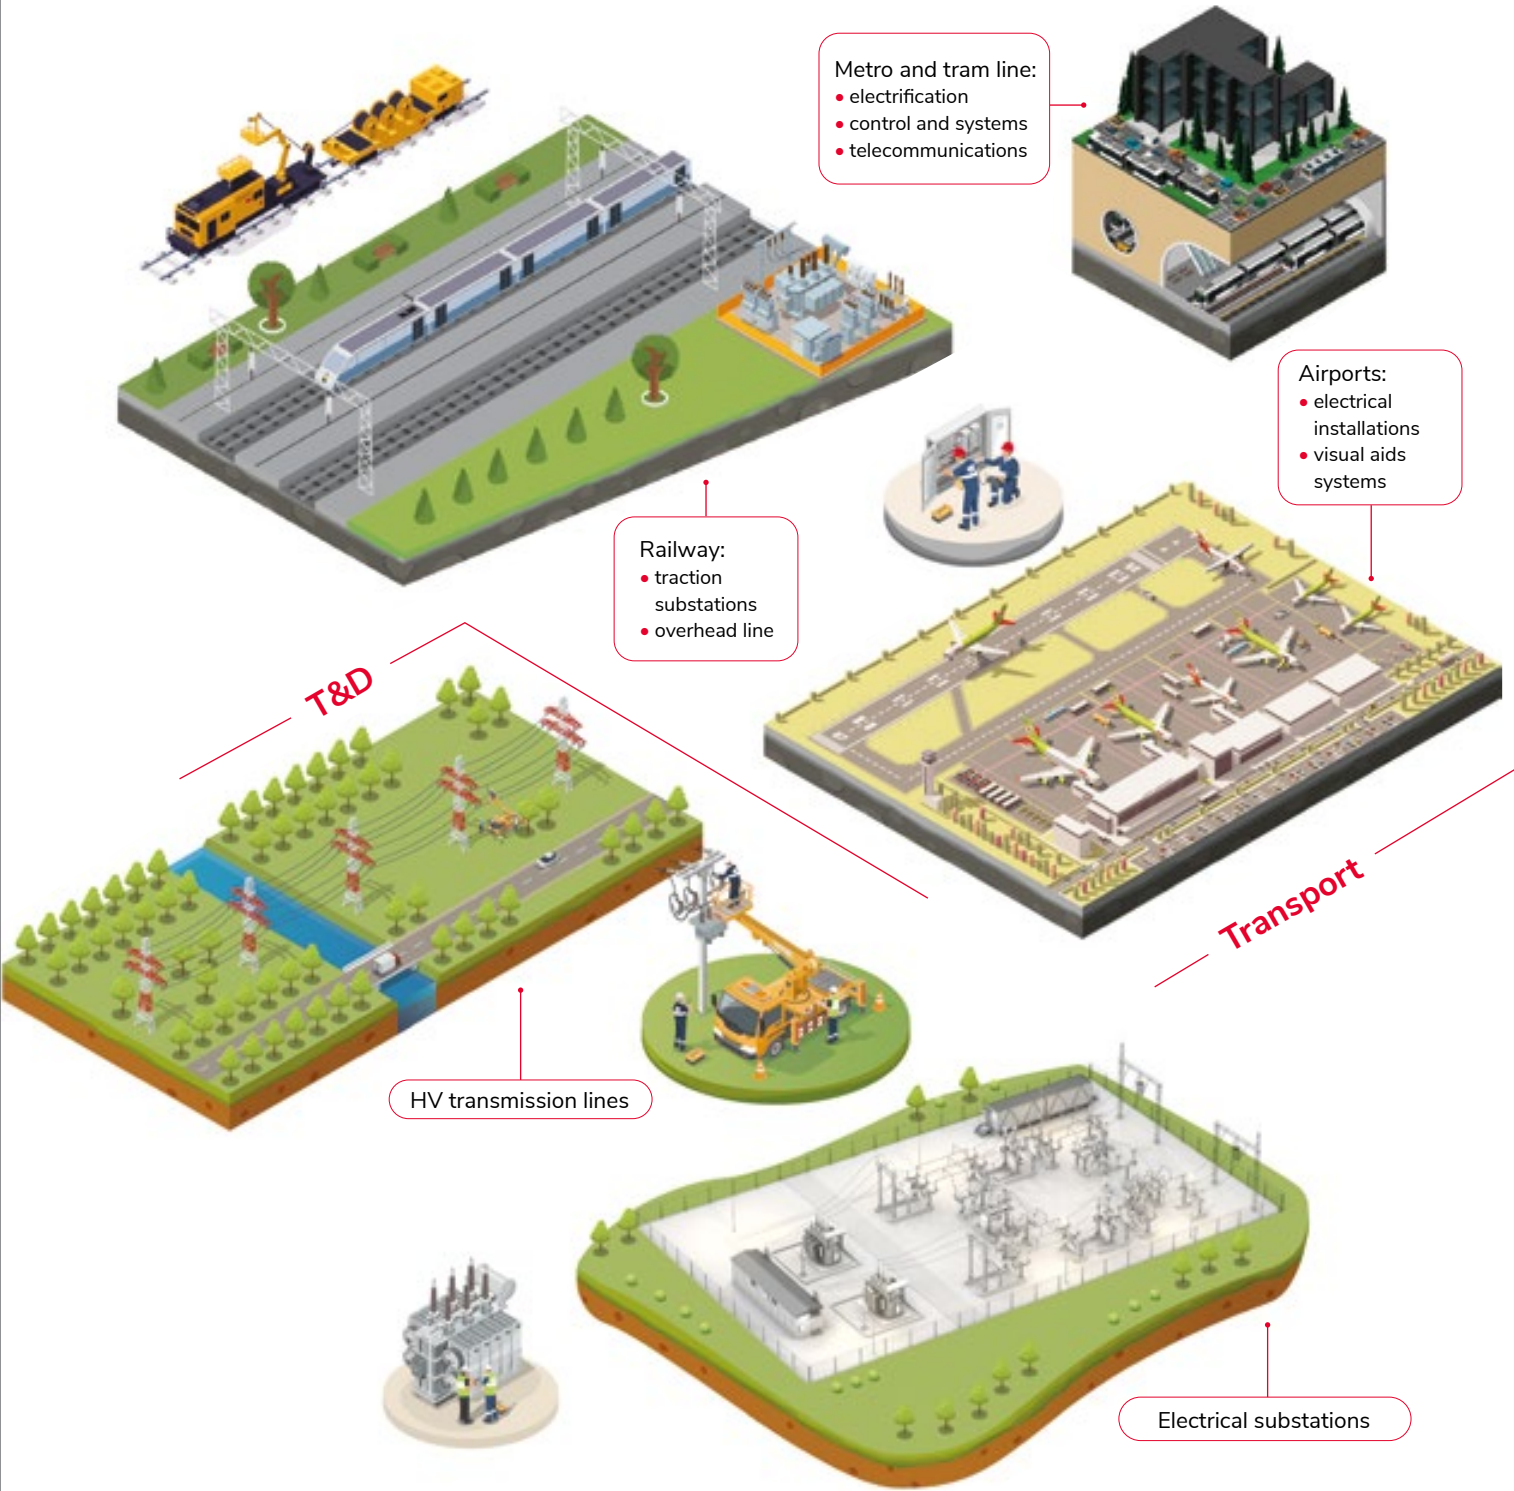 Metro and tram line:
• electrification
• control and systems
• telecommunications
Airports:
• electrical
installations
• visual aids
systems
Railway:
• traction
substations
• overhead line
T&D
Transport
HV transmission lines
Electrical substations